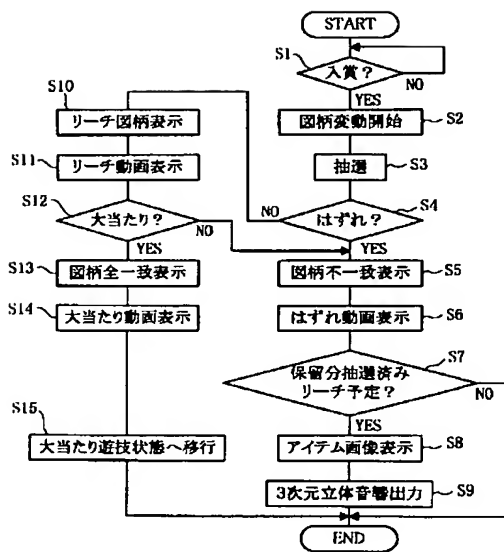 START
S1
入賞？
NO
YES
図柄変動開始
S2
抽選
S3
はずれ？
S4
NO
YES
図柄不一致表示
S5
はずれ動画表示
S6
保留分抽選済み
リーチ予定？
S7
NO
YES
アイテム画像表示
S8
3次元立体音響出力
S9
END
S10
リーチ図柄表示
S11
リーチ動画表示
S12
大当たり？
NO
YES
S13
図柄全一致表示
S14
大当たり動画表示
S15
大当たり遊技状態へ移行